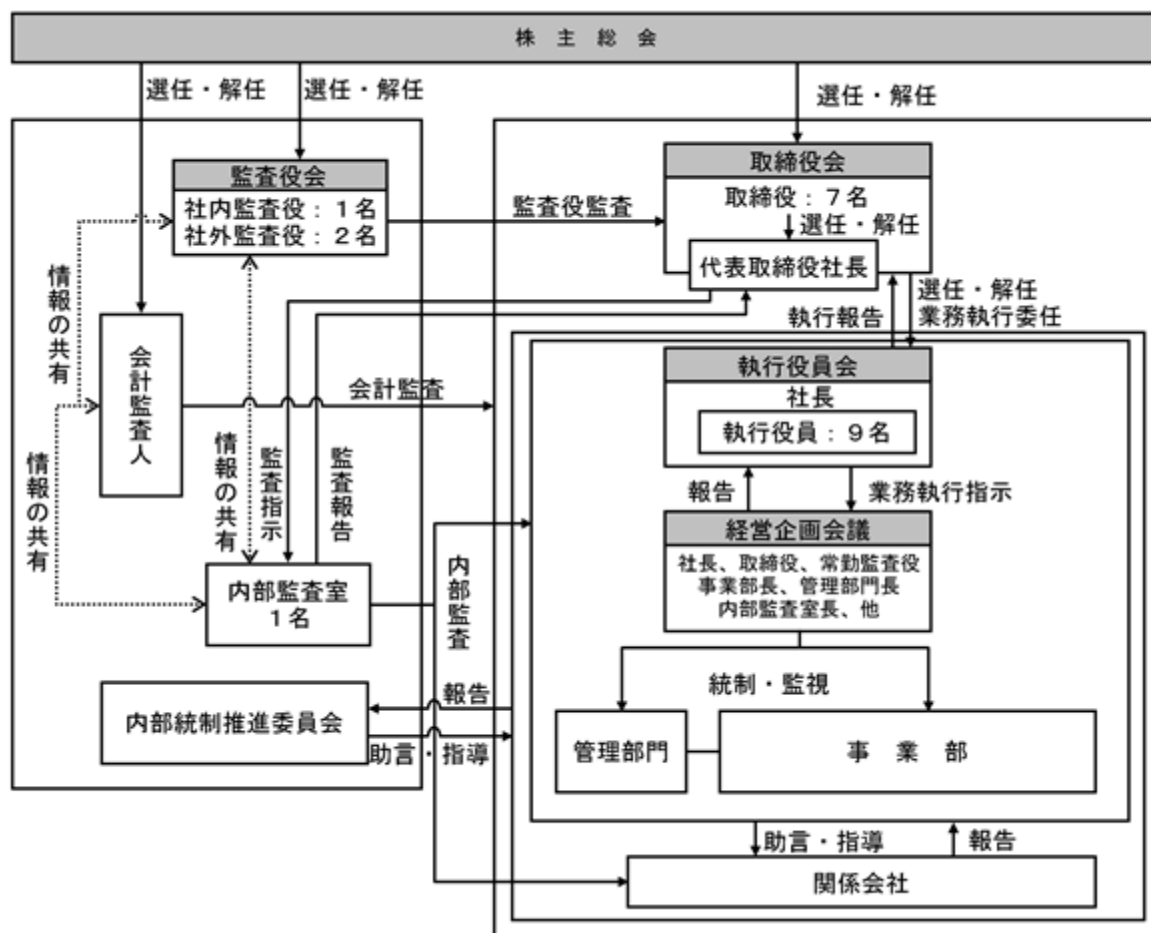 株 主 総 会
選任・解任
選任・解任
選任・解任
監査役会
社内監査役：１名
社外監査役：２名
監査役監査
取締役会
取締役：７名
選任・解任
代表取締役社長
情報の共有
会計監査人
会計監査
選任・解任
業務執行委任
執行報告
執行役員会
社長
執行役員：９名
情報の共有
情報の共有
監査指示
監査報告
報告
業務執行指示
経営企画会議
社長、取締役、常勤監査役
事業部長、管理部門長
内部監査室長、他
内部監査室
１名
内部監査
統制・監視
内部統制推進委員会
報告
助言・指導
管理部門
事 業 部
助言・指導
報告
関係会社